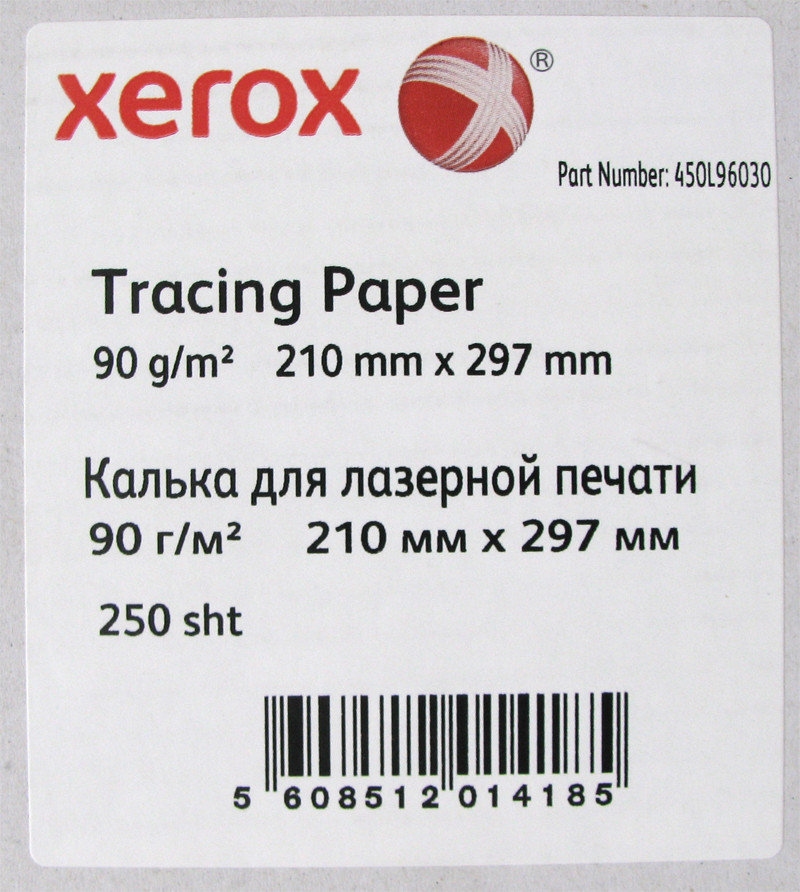 xerox ®
Part Number: 450L96030
Tracing Paper
90 g/m² 210 mm x 297 mm
Калька для лазерной печати
90 г/м² 210 мм x 297 мм
250 sht
5 608512 014185